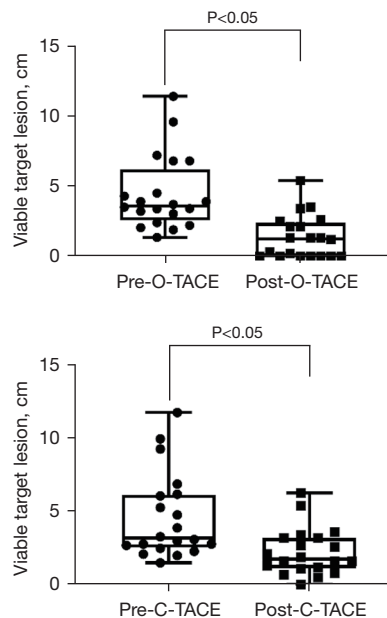 P<0.05
15
10
5
0
Viable target lesion, cm
Pre-O-TACE Post-O-TACE
P<0.05
15
10
5
0
Viable target lesion, cm
Pre-C-TACE Post-C-TACE